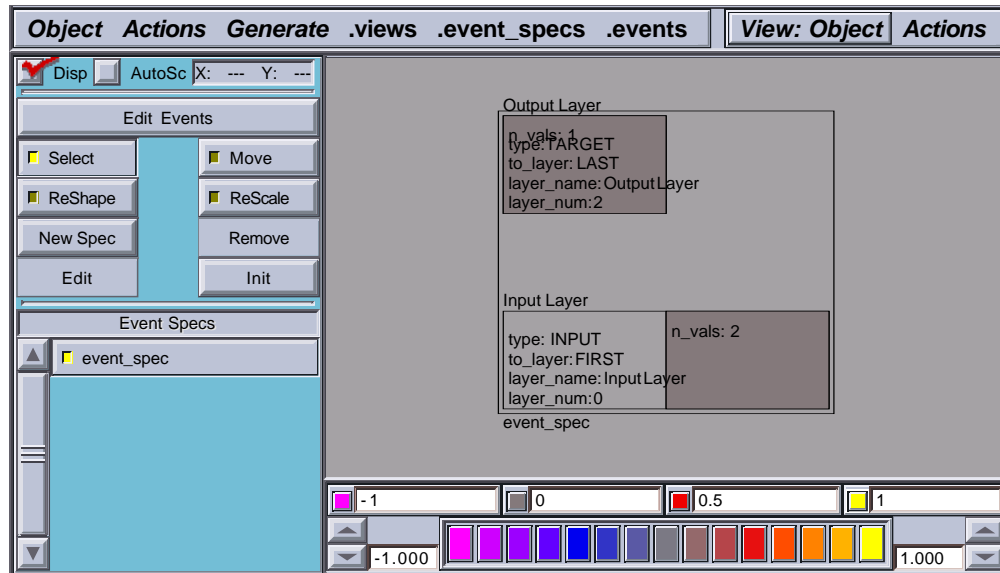 Object Actions Generate .views .event_specs .events View: Object Actions
Disp AutoSc X: --- Y: ---
Edit Events
Select Move
ReShape ReScale
New Spec Remove
Edit Init
Event Specs
event_spec
Output Layer
n_vals: 1
type: TARGET
to_layer: LAST
layer_name: Output Layer
layer_num:2
Input Layer
type: INPUT
n_vals: 2
to_layer: FIRST
layer_name: Input Layer
layer_num:0
event_spec
-1 0 0.5 1
-1.000 1.000